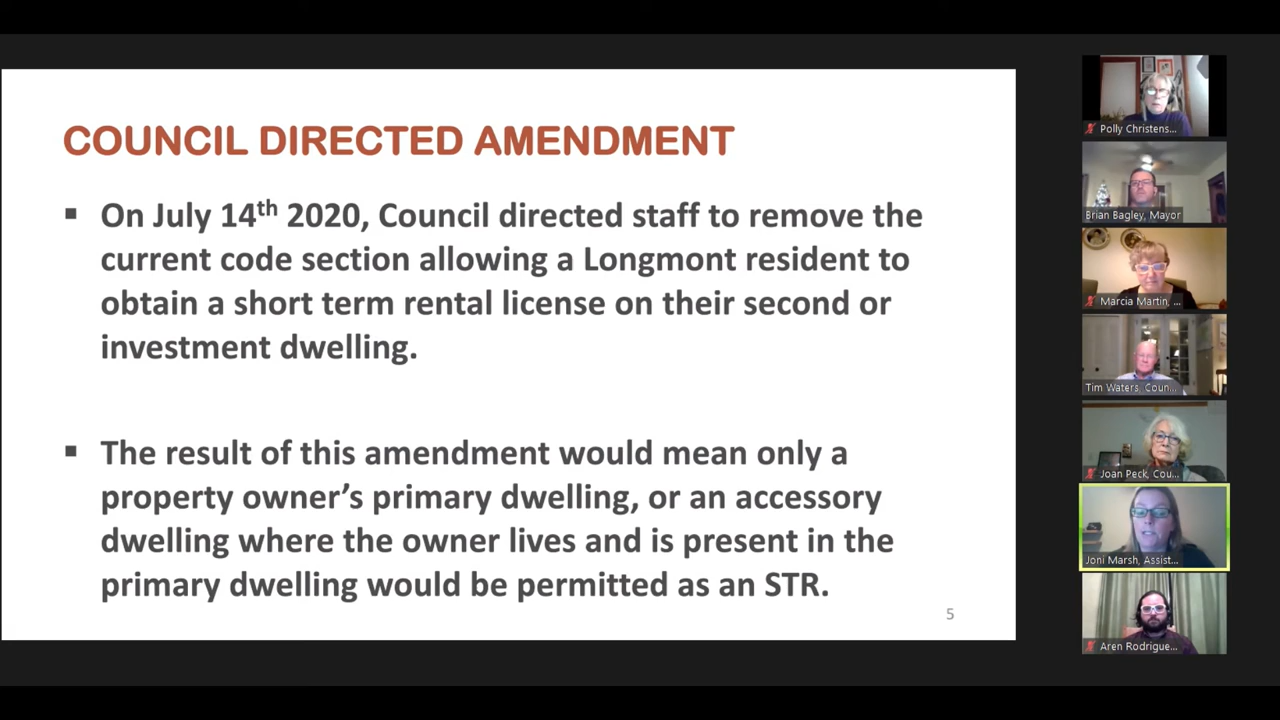 COUNCIL DIRECTED AMENDMENT
▪ On July 14th 2020, Council directed staff to remove the
current code section allowing a Longmont resident to
obtain a short term rental license on their second or
investment dwelling.
▪ The result of this amendment would mean only a
property owner’s primary dwelling, or an accessory
dwelling where the owner lives and is present in the
primary dwelling would be permitted as an STR.
5
Polly Christens...
Brian Bagley, Mayor
Marcia Martin, ...
Tim Waters, Coun...
Joan Peck, Cou...
Joni Marsh, Assist...
Aren Rodrigue...